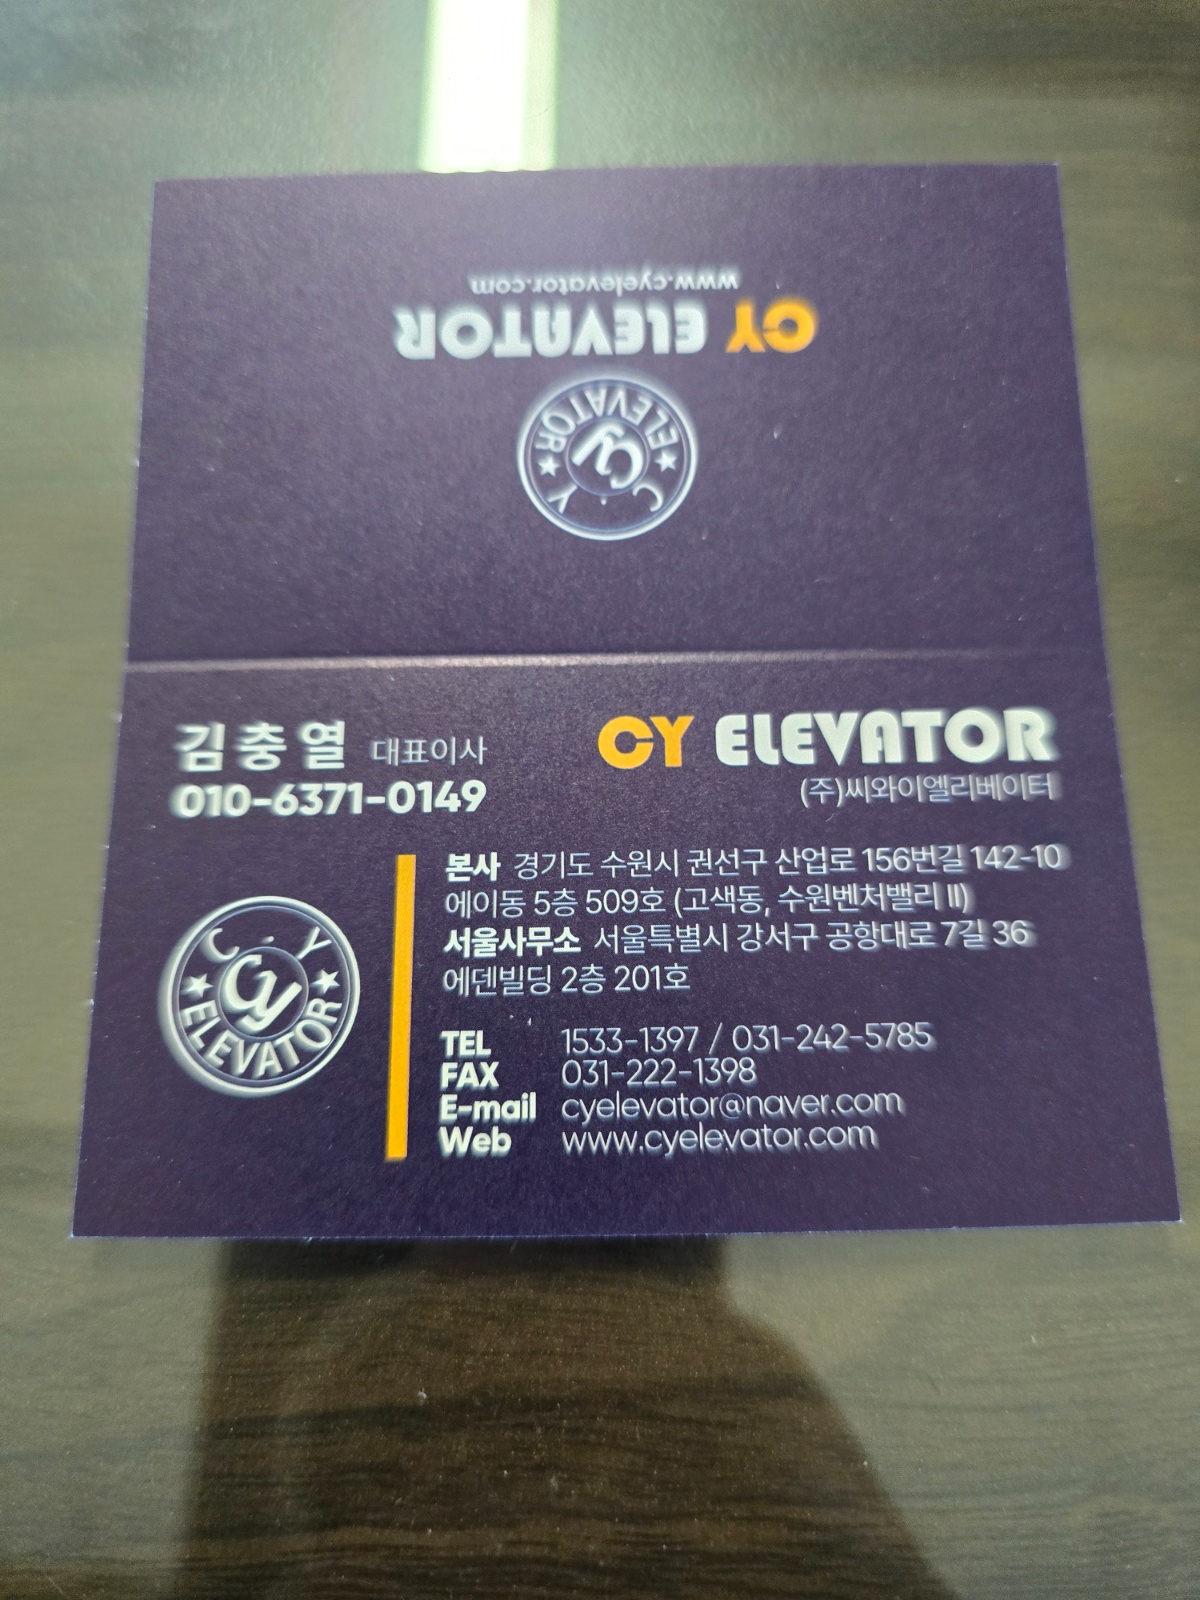 www.cyelevator.com
CY ELEVATOR
C . Y
Cy
★ ELEVATOR ★
김충열 대표이사
010-6371-0149
CY ELEVATOR
(주)씨와이엘리베이터
본사 경기도 수원시 권선구 산업로 156번길 142-10
에이동 5층 509호 (고색동, 수원벤처밸리 II)
서울사무소 서울특별시 강서구 공항대로 7길 36
에덴빌딩 2층 201호
C . Y
Cy
★ ELEVATOR ★
TEL 1533-1397 / 031-242-5785
FAX 031-222-1398
E-mail cyelevator@naver.com
Web www.cyelevator.com